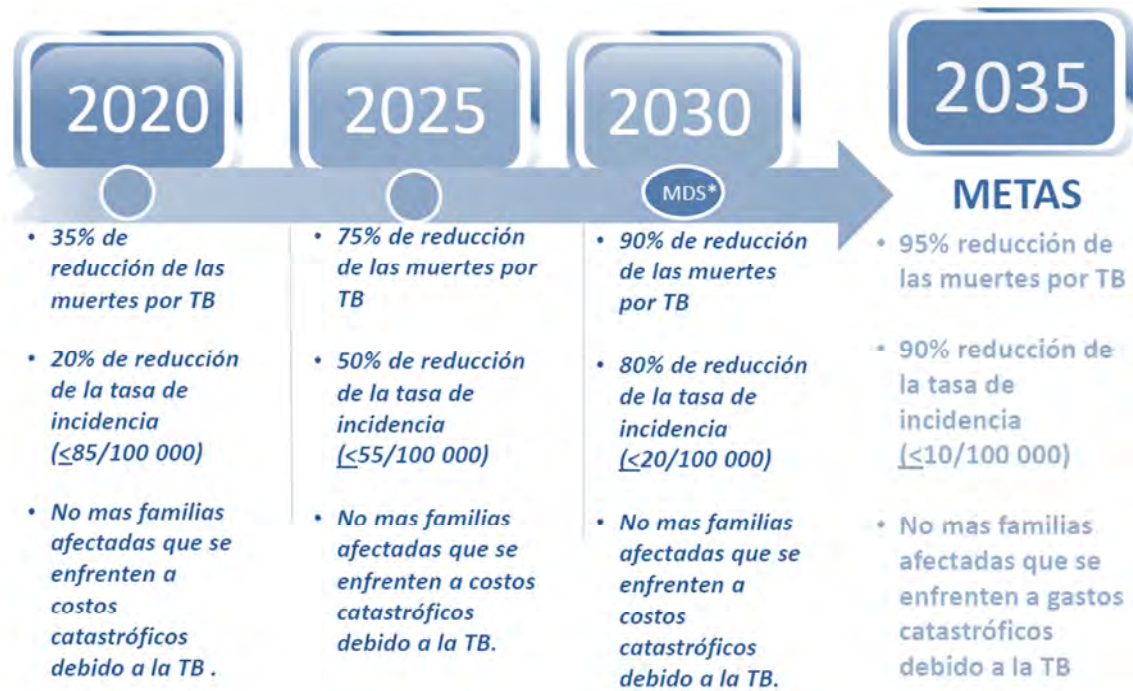 2020
2025
2030
2035
MDS*
METAS
• 35% de
reducción de las
muertes por TB
• 20% de reducción
de la tasa de
incidencia
(<85/100 000)
• No mas familias
afectadas que se
enfrenten a
costos
catastróficos
debido a la TB .
• 75% de reducción
de las muertes por
TB
• 50% de reducción
de la tasa de
incidencia
(<55/100 000)
• No mas familias
afectadas que se
enfrenten a costos
catastróficos
debido a la TB.
• 90% de reducción
de las muertes
por TB
• 80% de reducción
de la tasa de
incidencia
(<20/100 000)
• No mas familias
afectadas que se
enfrenten a
costos
catastróficos
debido a la TB.
• 95% reducción de
las muertes por TB
• 90% reducción de
la tasa de
incidencia
(<10/100 000)
• No mas familias
afectadas que se
enfrenten a gastos
catastróficos
debido a la TB